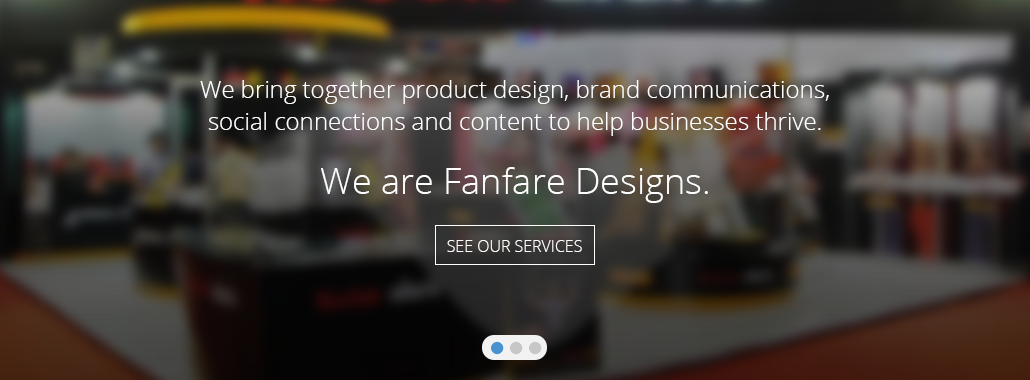 We bring together product design, brand communications,
social connections and content to help businesses thrive.
We are Fanfare Designs.
SEE OUR SERVICES